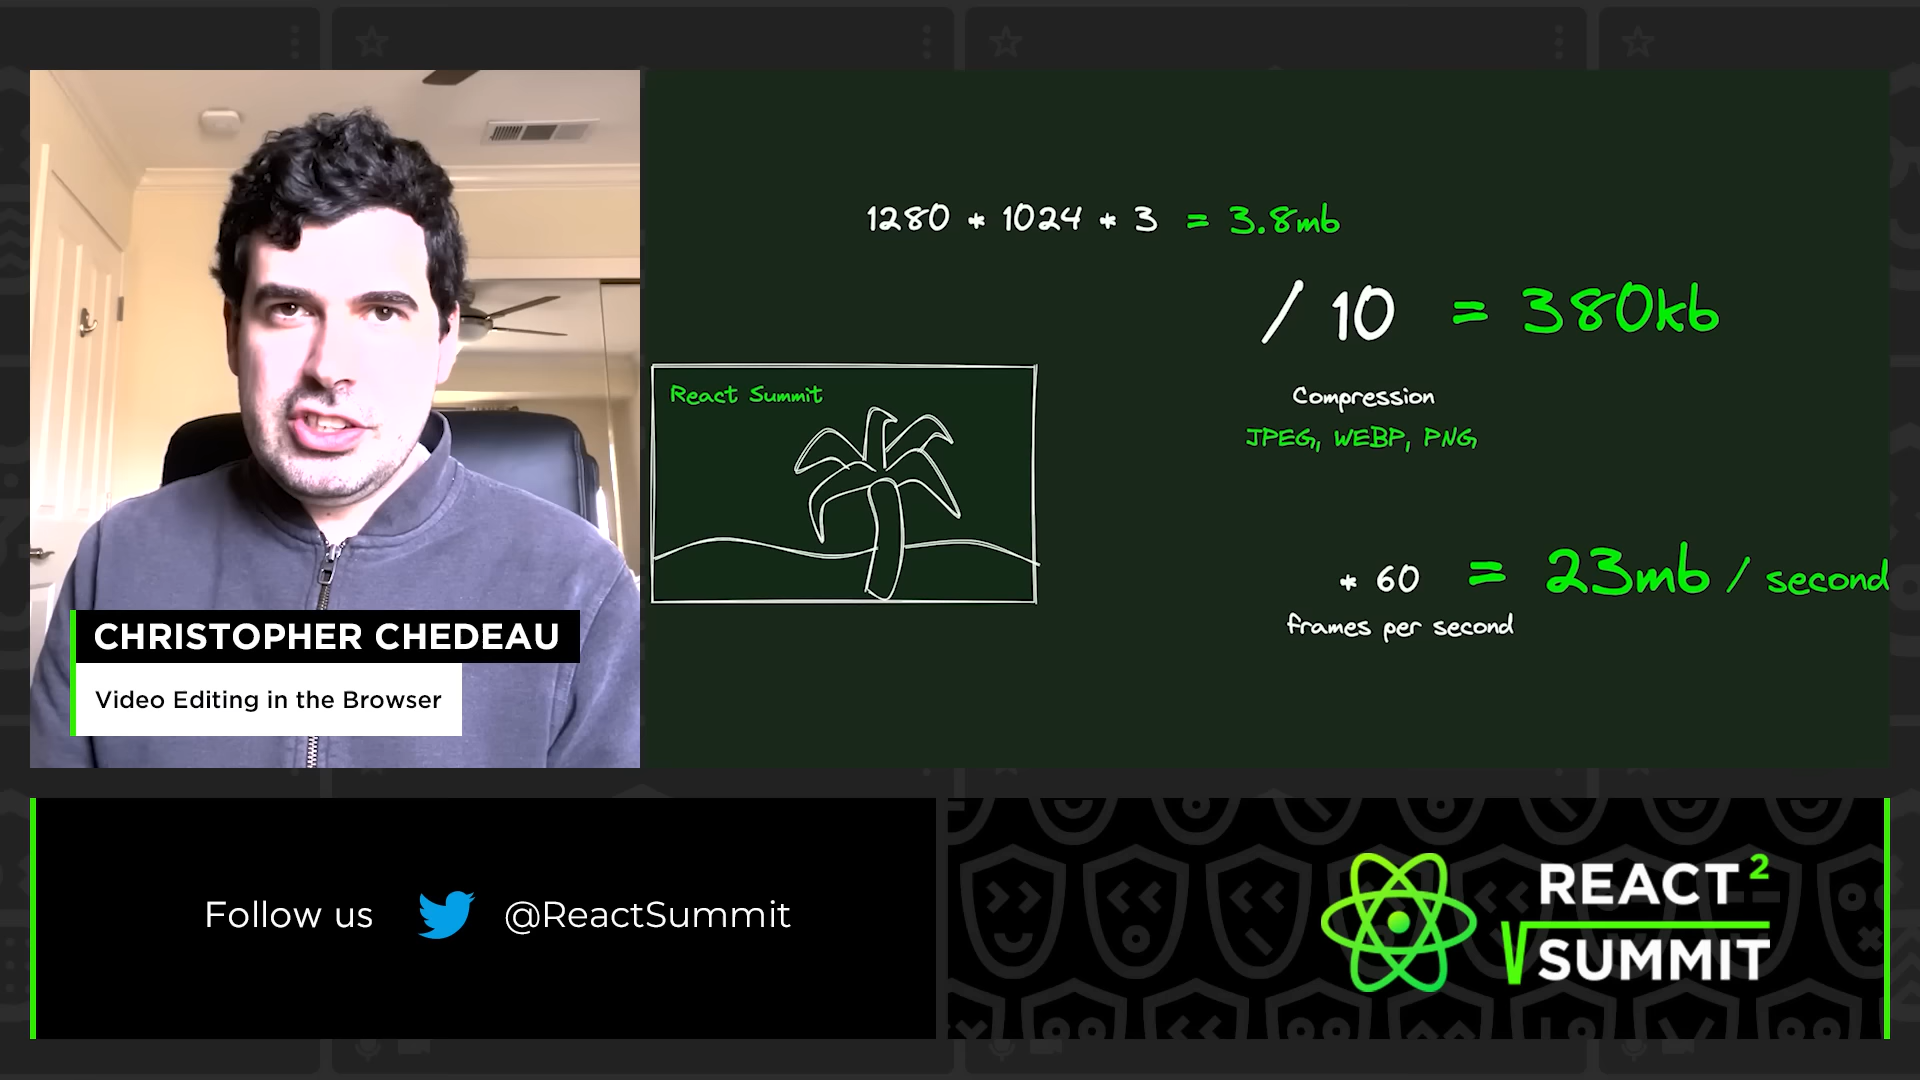 1280 * 1024 * 3 = 3.8mb
/ 10 = 380kb
Compression
JPEG, WEBP, PNG
React Summit
* 60 = 23mb / second
frames per second
CHRISTOPHER CHEDEAU
Video Editing in the Browser
Follow us @ReactSummit
REACT 2
SUMMIT